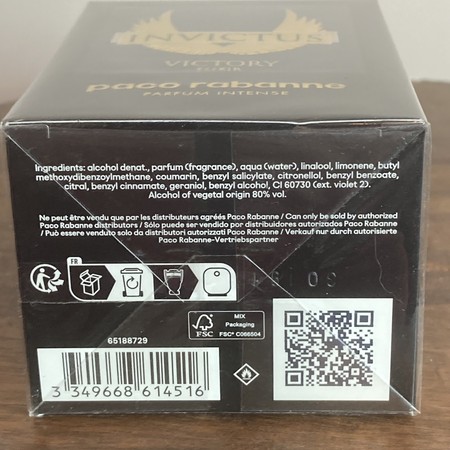 INVICTUS
VICTORY
ELIXIR
paco rabanne
PARFUM INTENSE
Ingredients: alcohol denat., parfum (fragrance), aqua (water), linalool, limonene, butyl
methoxydibenzoylmethane, coumarin, benzyl salicylate, citronellol, benzyl benzoate,
citral, benzyl cinnamate, geraniol, benzyl alcohol, CI 60730 (ext. violet 2).
Alcohol of vegetal origin 80% vol.
Ne peut être vendu que par les distributeurs agréés Paco Rabanne / Can only be sold by authorized
Paco Rabanne distributors / Sólo puede ser vendido por distribuidores autorizados Paco Rabanne
/ Può essere venduto solo da distributori autorizzati Paco Rabanne / Verkauf nur durch autorisierte
Paco Rabanne-Vertriebspartner
FR
FSC
MIX
Packaging
FSC® C066504
65188729
3 349668 614516